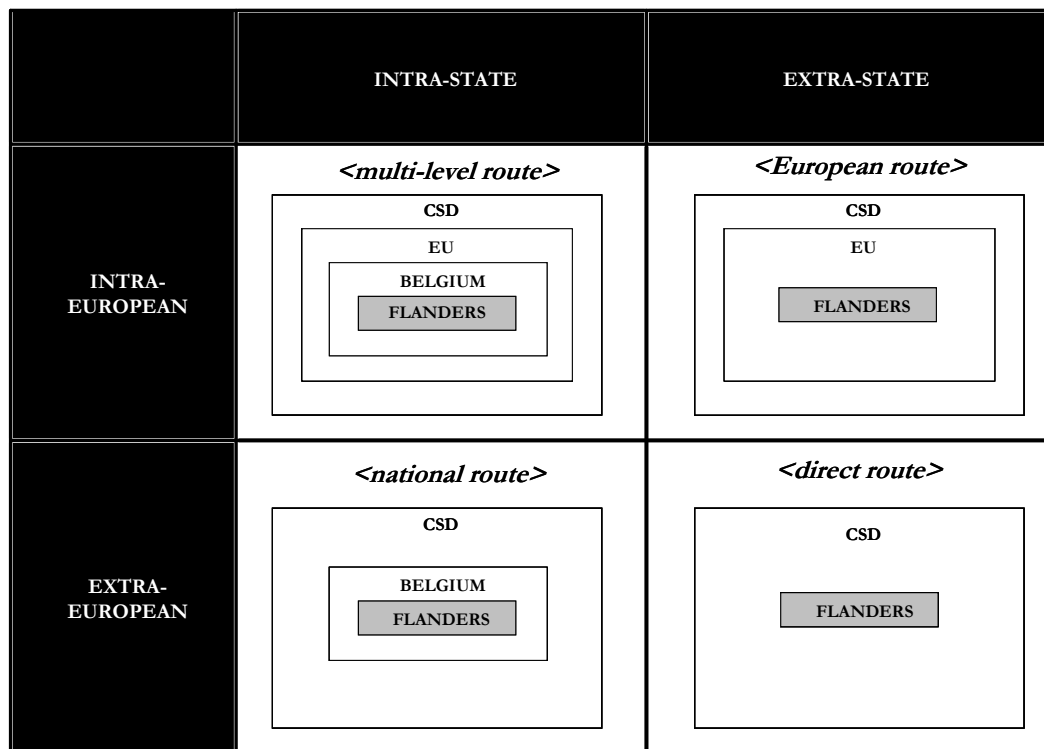 INTRA-STATE
EXTRA-STATE
INTRA-
EUROPEAN
<multi-level route>
CSD
EU
BELGIUM
FLANDERS
<European route>
CSD
EU
FLANDERS
EXTRA-
EUROPEAN
<national route>
CSD
BELGIUM
FLANDERS
<direct route>
CSD
FLANDERS